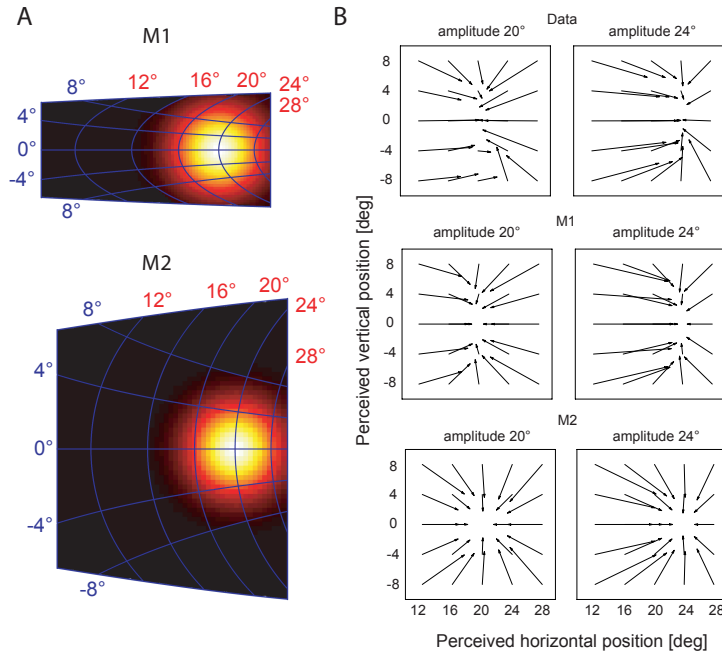 A
M1
8°
12°
16°
20°
24°
28°
4°
0°
-4°
8°
M2
8°
12°
16°
20°
24°
28°
4°
0°
-4°
-8°
B
Data
amplitude 20°
amplitude 24°
8
4
0
-4
-8
M1
amplitude 20°
amplitude 24°
8
4
0
-4
-8
M2
amplitude 20°
amplitude 24°
8
4
0
-4
-8
12 16 20 24 28
12 16 20 24 28
Perceived vertical position [deg]
Perceived horizontal position [deg]